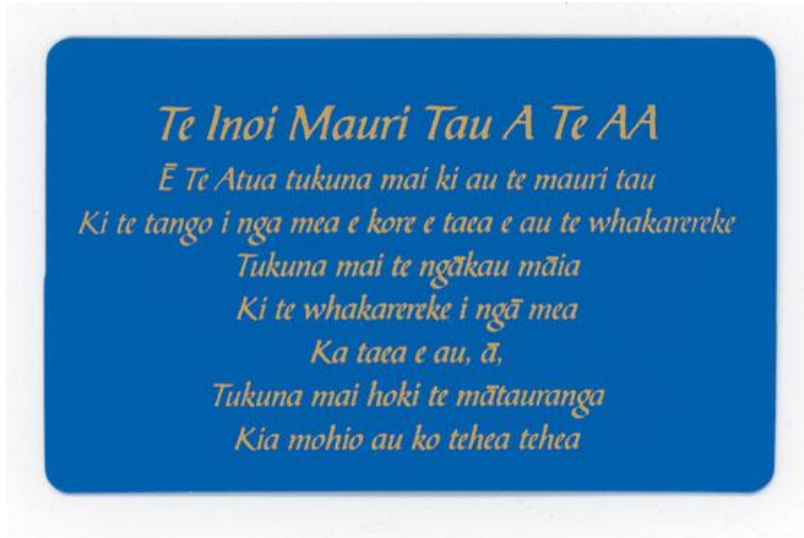 Te Inoi Mauri Tau A Te AA
Ē Te Atua tukuna mai ki au te mauri tau
Ki te tango i nga mea e kore e taea e au te whakarereke
Tukuna mai te ngākau māia
Ki te whakarereke i ngā mea
Ka taea e au, ā,
Tukuna mai hoki te mātauranga
Kia mohio au ko tehea tehea